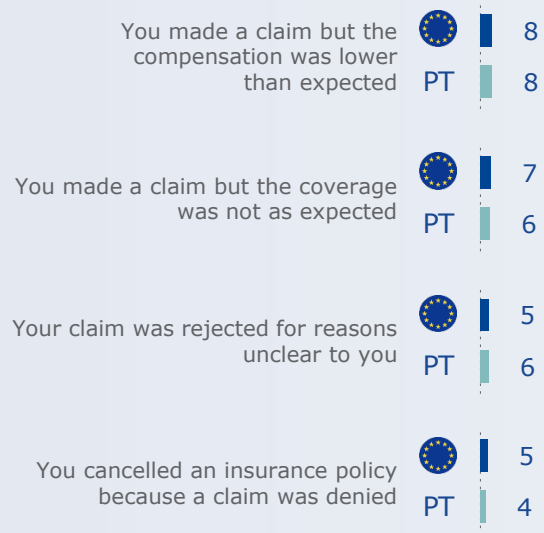 You made a claim but the
compensation was lower
than expected
8
PT 8
You made a claim but the coverage
was not as expected
7
PT 6
Your claim was rejected for reasons
unclear to you
5
PT 6
You cancelled an insurance policy
because a claim was denied
5
PT 4